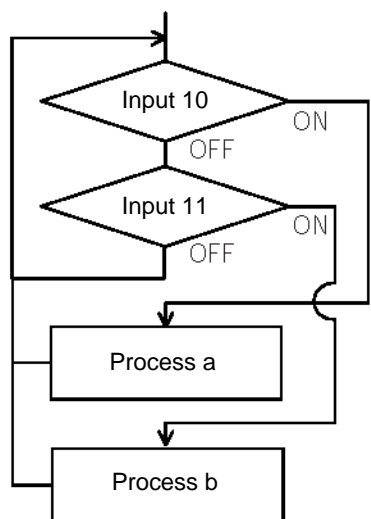 Input 10
ON
OFF
Input 11
ON
OFF
Process a
Process b